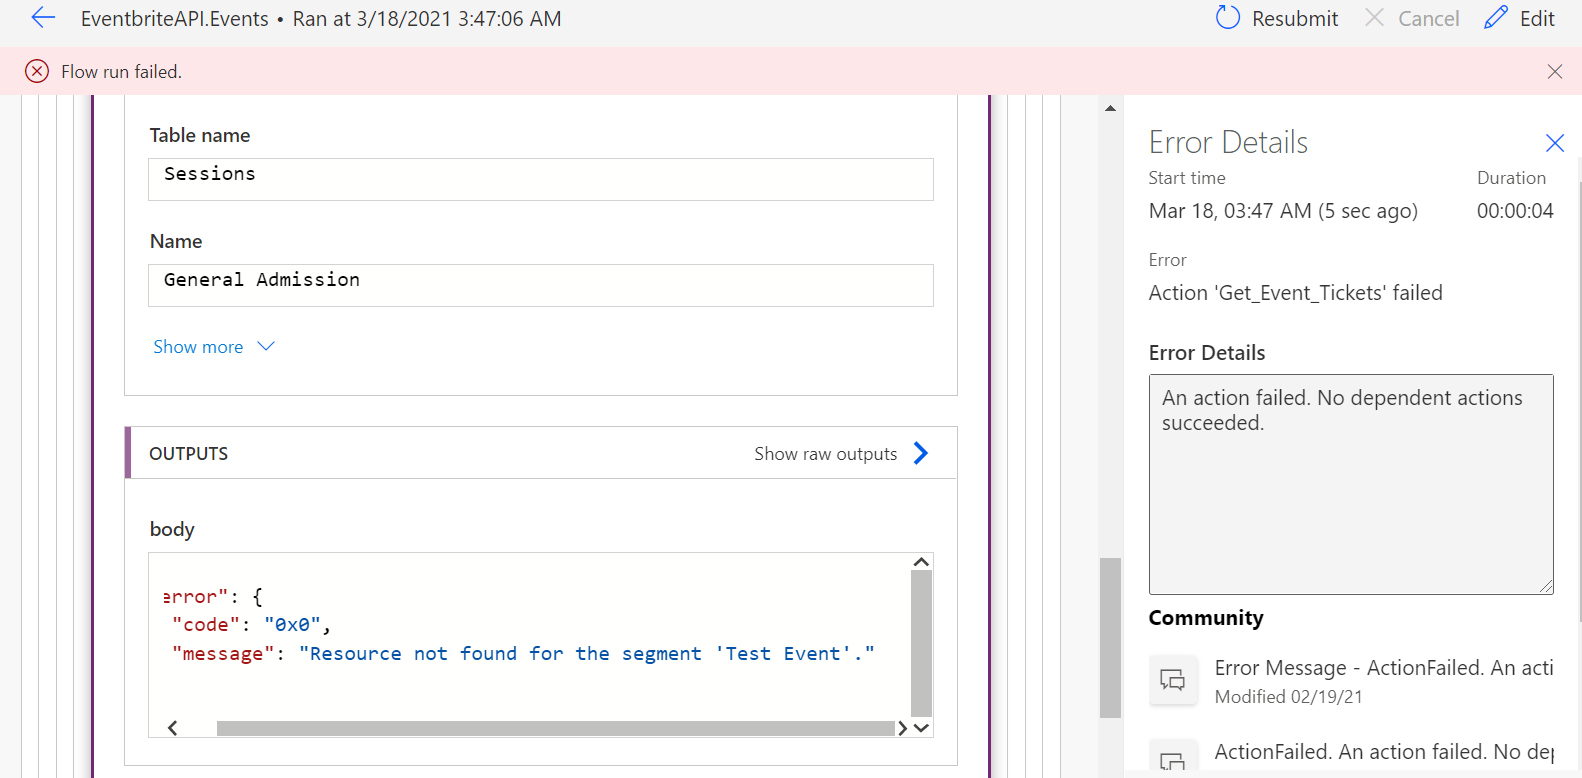 EventbriteAPI.Events • Ran at 3/18/2021 3:47:06 AM
Resubmit
Cancel
Edit
Flow run failed.
Table name
Sessions
Name
General Admission
Show more
OUTPUTS
Show raw outputs
body
error": {
"code": "0x0",
"message": "Resource not found for the segment 'Test Event'."
Error Details
Start time
Duration
Mar 18, 03:47 AM (5 sec ago)
00:00:04
Error
Action 'Get_Event_Tickets' failed
Error Details
An action failed. No dependent actions
succeeded.
Community
Error Message - ActionFailed. An acti
Modified 02/19/21
ActionFailed. An action failed. No dep